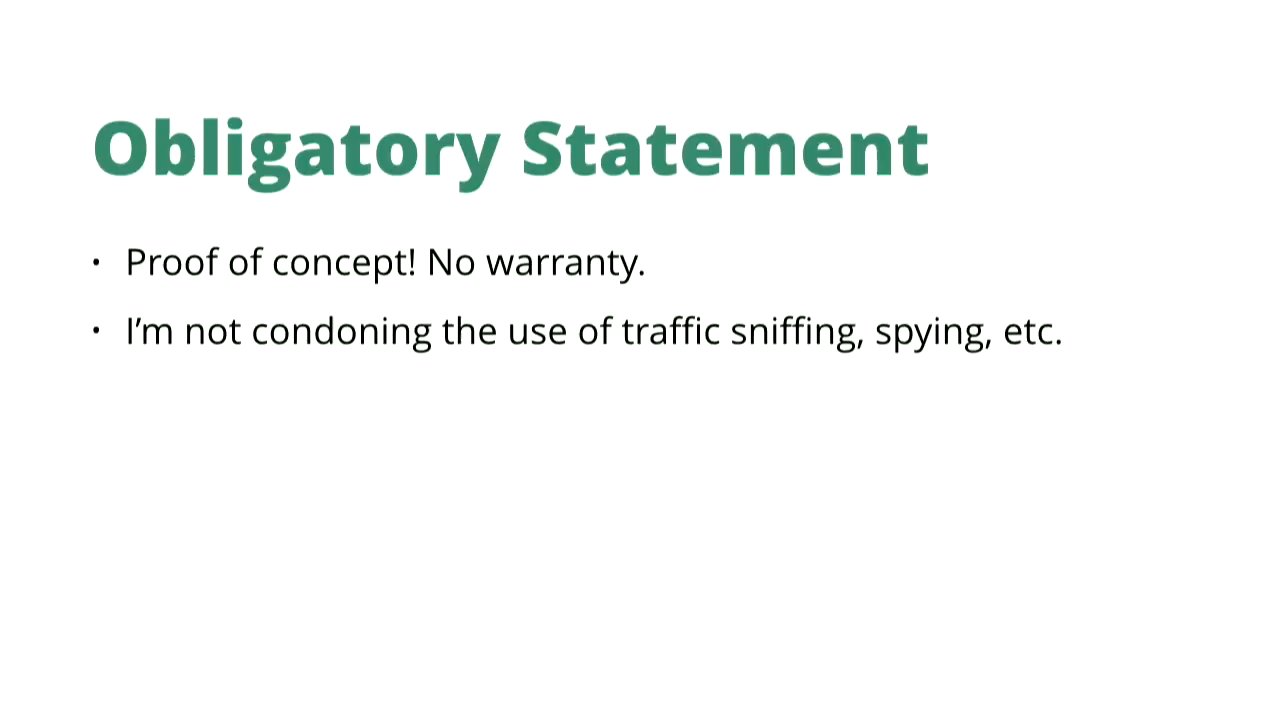 Obligatory Statement
• Proof of concept! No warranty.
• I’m not condoning the use of traffic sniffing, spying, etc.